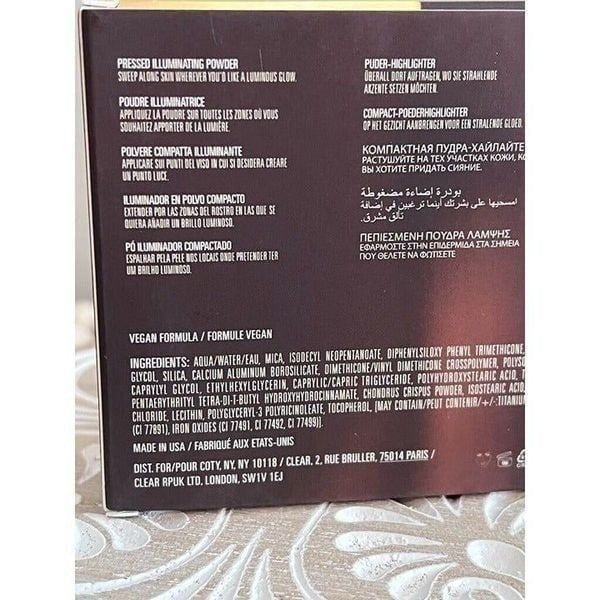 PRESSED ILLUMINATING POWDER
SWEEP ALONG SKIN WHEREVER YOU'D LIKE A LUMINOUS GLOW.
POUDRE ILLUMINATRICE
APPLIQUEZ LA POUDRE SUR TOUTES LES ZONES OÙ VOUS
SOUHAITEZ APPORTER DE LA LUMIÈRE.
POLVERE COMPATTA ILLUMINANTE
APPLICARE SUI PUNTI DEL VISO IN CUI SI DESIDERA CREARE
UN PUNTO LUCE.
ILUMINADOR EN POLVO COMPACTO
EXTENDER POR LAS ZONAS DEL ROSTRO EN LAS QUE SE
QUIERA AÑADIR UN BRILLO LUMINOSO.
PÓ ILUMINADOR COMPACTADO
ESPALHAR PELA PELE NOS LOCAIS ONDE PRETENDER TER
UM BRILHO LUMINOSO.
PUDER-HIGHLIGHTER
ÜBERALL DORT AUFTRAGEN, WO SIE STRAHLENDE
AKZENTE SETZEN MÖCHTEN.
COMPACT-POEDERHIGHLIGHTER
OP HET GEZICHT AANBRENGEN VOOR EEN STRALENDE GLOED.
КОМПАКТНАЯ ПУДРА-ХАЙЛАЙТЕ
РАСТУШУЙТЕ НА ТЕХ УЧАСТКАХ КОЖИ,
ВЫ ХОТИТЕ ПРИДАТЬ СИЯНИЕ.
بودرة إضاءة مضغوطة
امسحيها على بشرتك أينما ترغبين في إضافة
تألق مشرق.
ΠΕΠΙΕΣΜΕΝΗ ΠΟΥΔΡΑ ΛΑΜΨΗΣ
ΕΦΑΡΜΟΣΤΕ ΣΤΗΝ ΕΠΙΔΕΡΜΙΔΑ ΣΤΑ ΣΗΜΕΙΑ
ΠΟΥ ΘΕΛΕΤΕ ΝΑ ΦΩΤΙΣΕΤΕ
VEGAN FORMULA / FORMULE VEGAN
INGREDIENTS: AQUA/WATER/EAU, MICA, ISODECYL NEOPENTANOATE, DIPHENYLSILOXY PHENYL TRIMETHICONE,
GLYCOL, SILICA, CALCIUM ALUMINUM BOROSILICATE, DIMETHICONE/VINYL DIMETHICONE CROSSPOLYMER,
CAPRYLYL GLYCOL, ETHYLHEXYLGLYCERIN, CAPRYLIC/CAPRIC TRIGLYCERIDE, POLYHYDROXYSTEARIC ACID,
PENTAERYTHRITYL TETRA-DI-T-BUTYL HYDROXYHYDROCINNAMATE, CHONDRUS CRISPUS POWDER, ISOSTEARIC
CHLORIDE, LECITHIN, POLYGLYCERYL-3 POLYRICINOLEATE, TOCOPHEROL, [MAY CONTAIN/PEUT CONTENIR/+/-:
(CI 77891), IRON OXIDES (CI 77491, CI 77492, CI 77499)].
MADE IN USA / FABRIQUÉ AUX ETATS-UNIS
DIST. FOR/POUR COTY, NY, NY 10118 / CLEAR, 2, RUE BRULLER, 75014 PARIS /
CLEAR RPUK LTD, LONDON, SW1V 1EJ